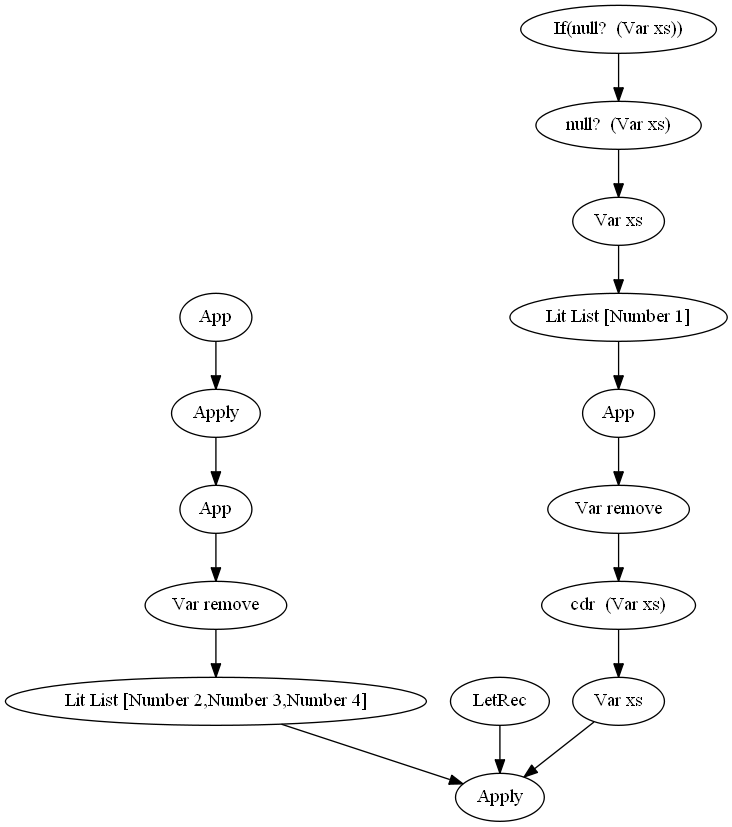 If(null?  (Var xs))
null?  (Var xs)
Var xs
App
Lit List [Number 1]
Apply
App
App
Var remove
Var remove
cdr  (Var xs)
Lit List [Number 2,Number 3,Number 4]
LetRec
Var xs
Apply